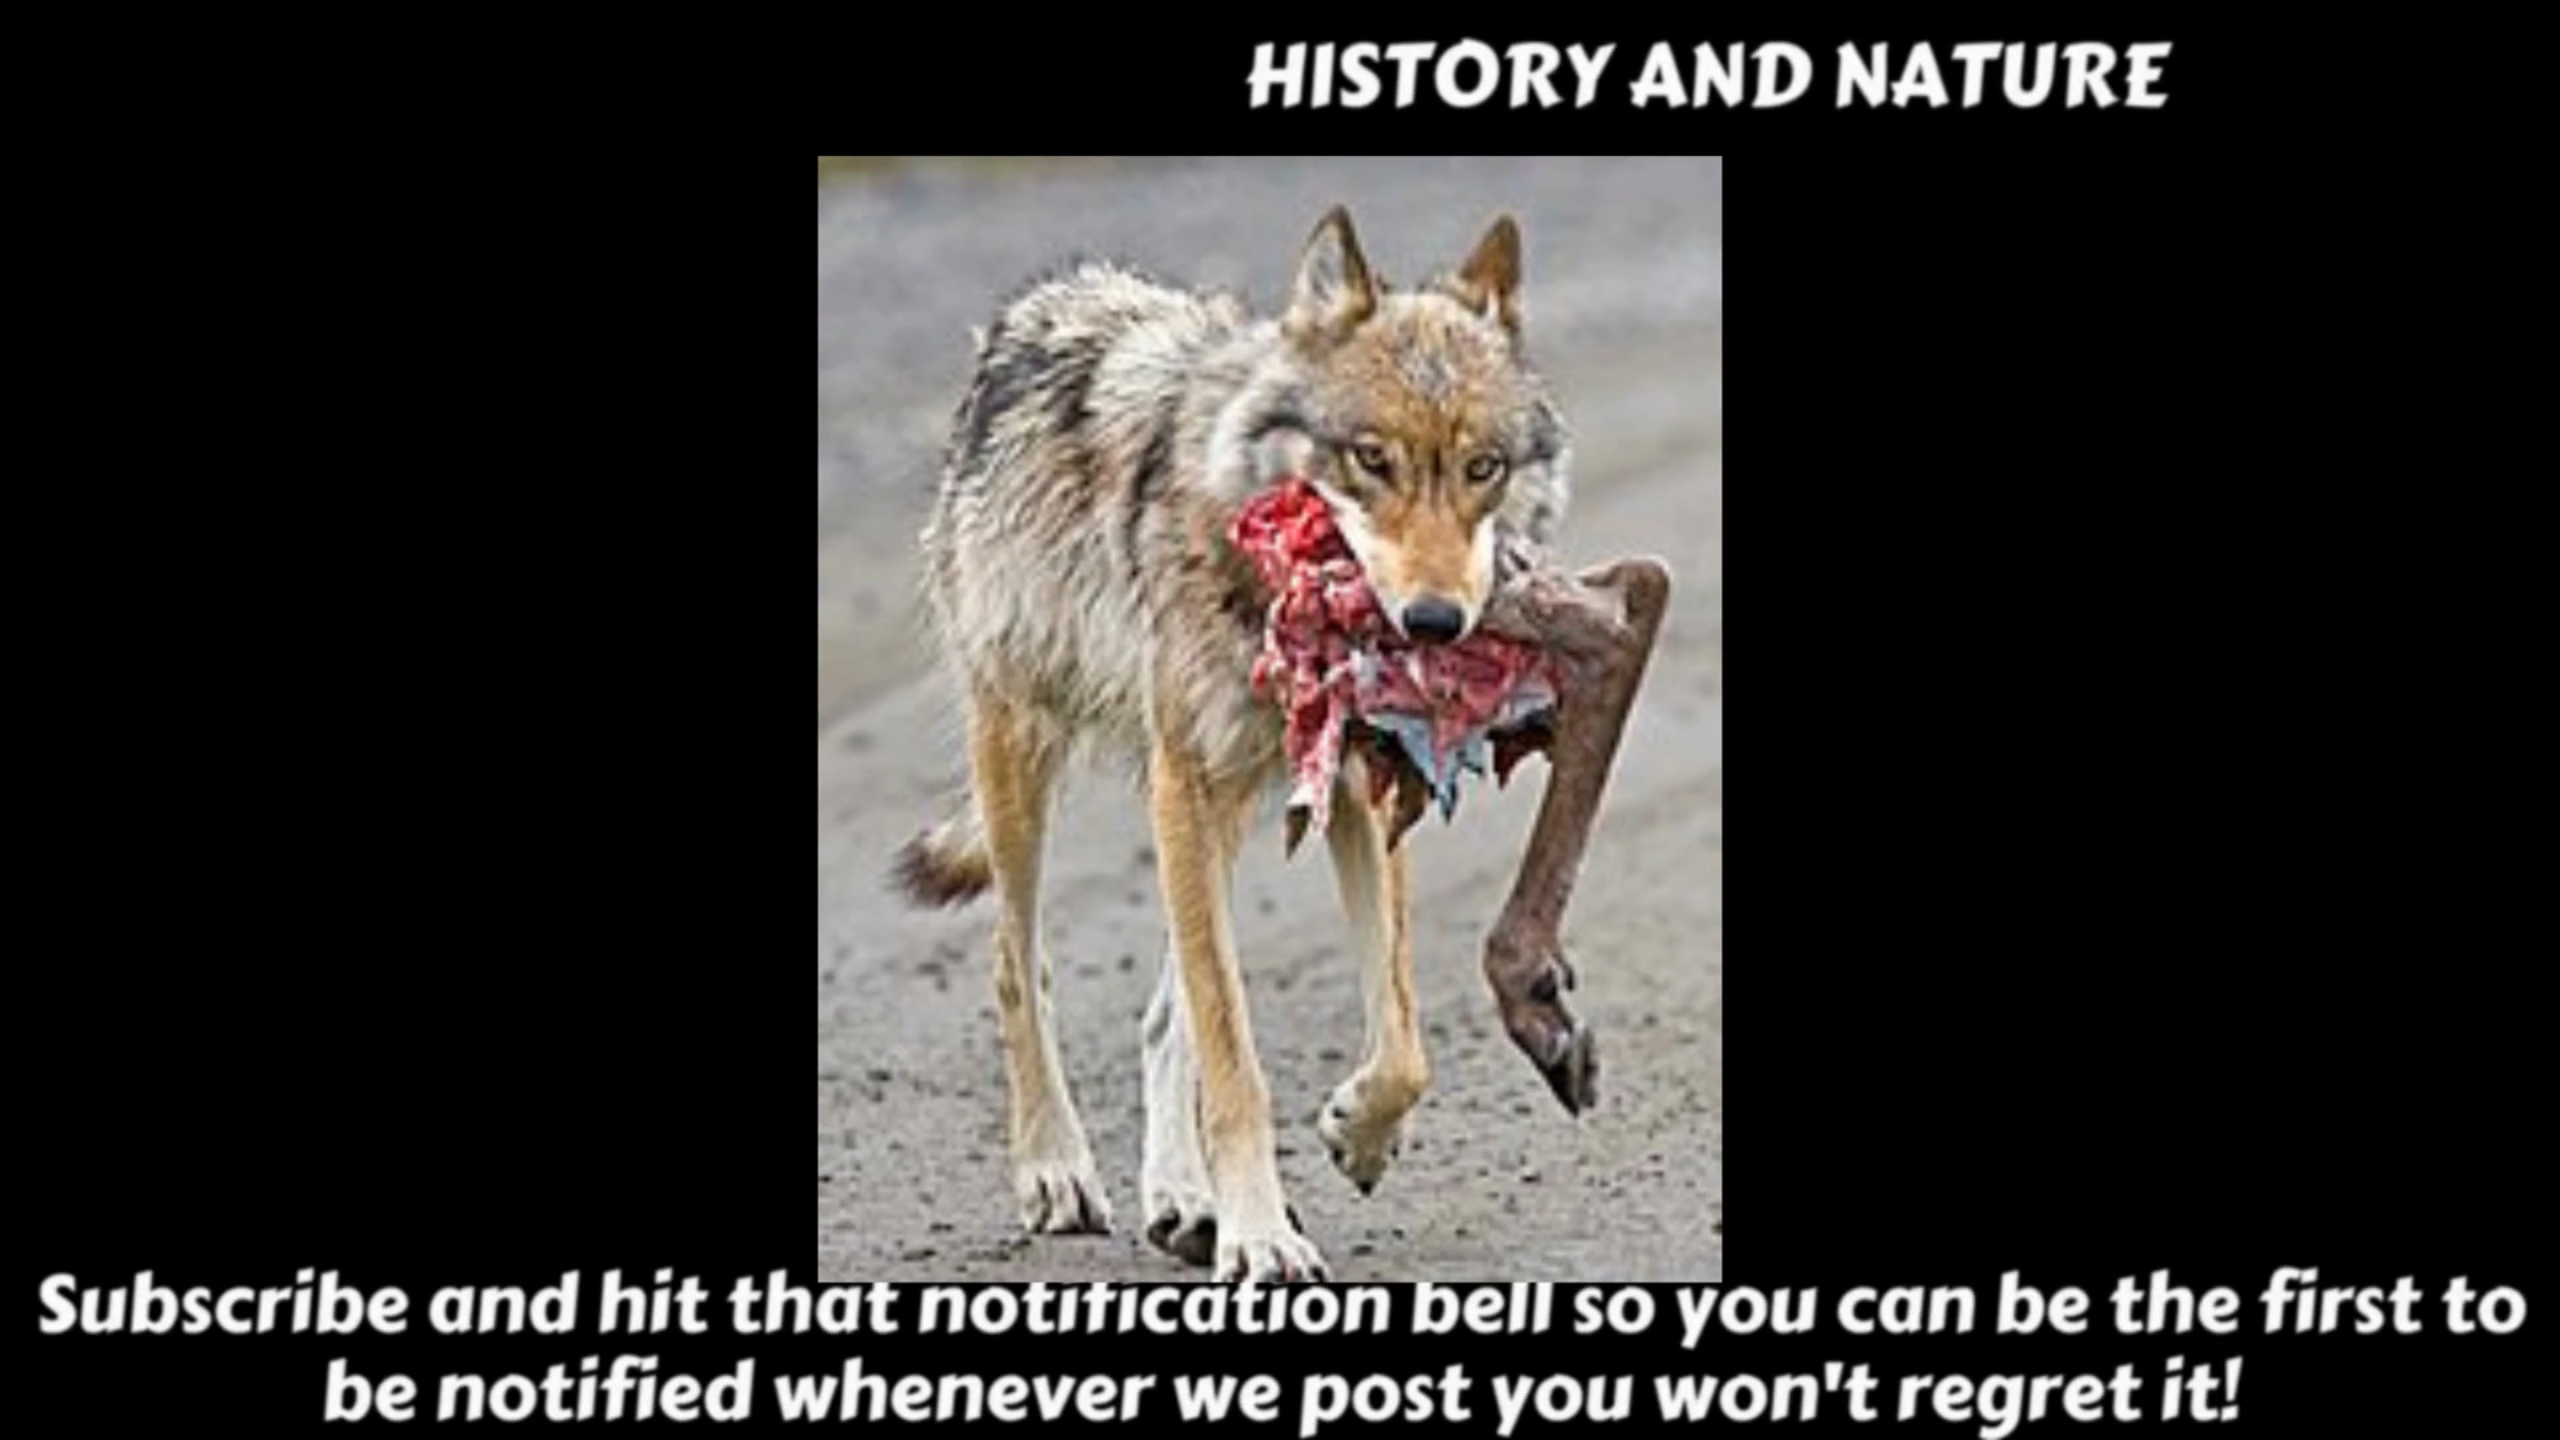 HISTORY AND NATURE
Subscribe and hit that notification bell so you can be the first to
be notified whenever we post you won't regret it!